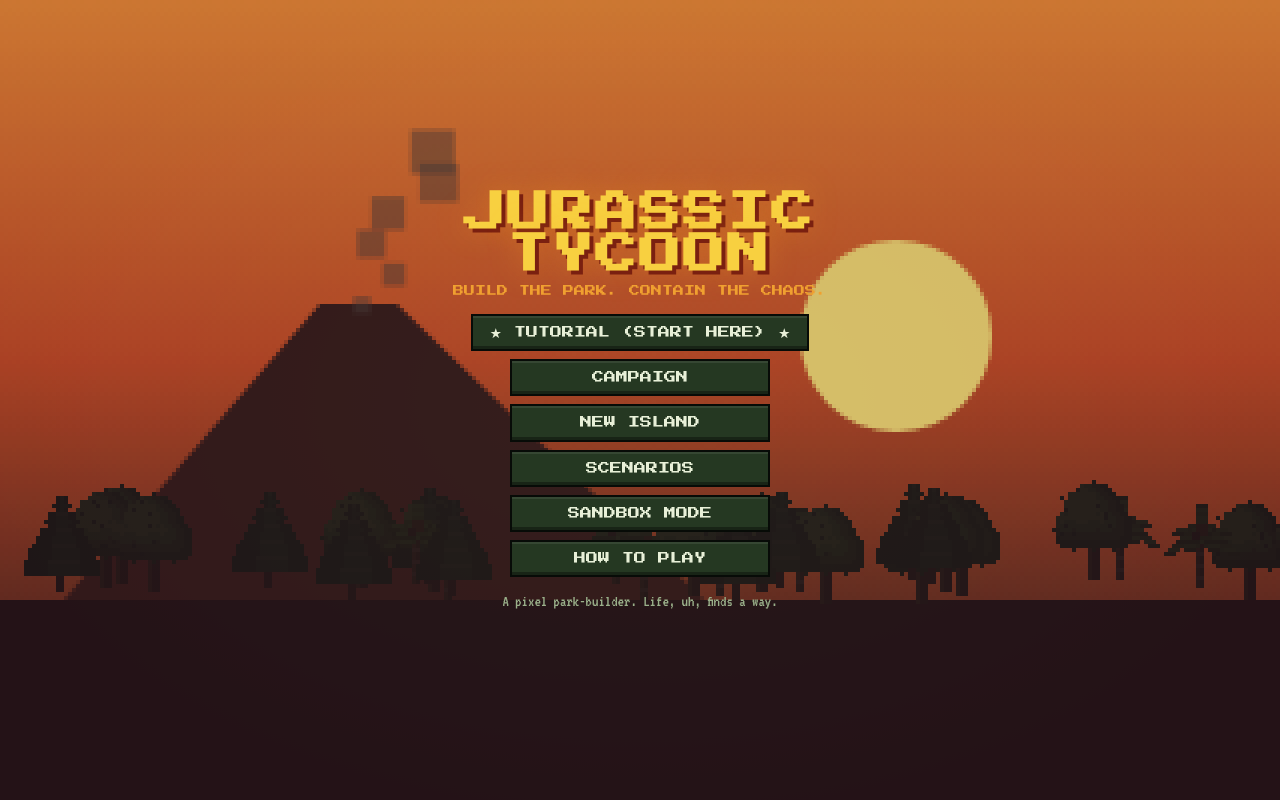 JURASSIC
TYCOON
BUILD THE PARK. CONTAIN THE CHAOS.
★ TUTORIAL (START HERE) ★
CAMPAIGN
NEW ISLAND
SCENARIOS
SANDBOX MODE
HOW TO PLAY
A pixel park-builder. Life, uh, finds a way.